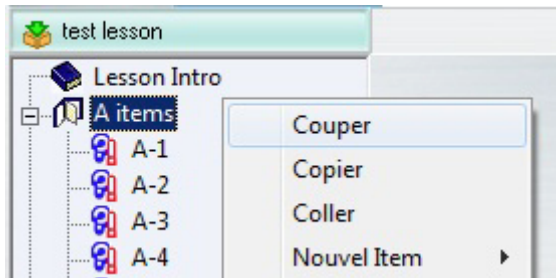 test lesson
Lesson Intro
A items
A-1
A-2
A-3
A-4
Couper
Copier
Coller
Nouvel Item